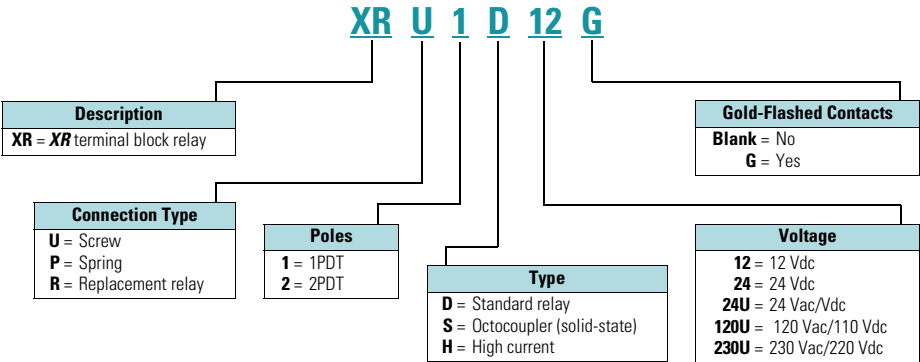 XR U 1 D 12 G
Description
XR = XR terminal block relay
Gold-Flashed Contacts
Blank = No
G = Yes
Connection Type
U = Screw
P = Spring
R = Replacement relay
Poles
1 = 1PDT
2 = 2PDT
Type
D = Standard relay
S = Octocoupler (solid-state)
H = High current
Voltage
12 = 12 Vdc
24 = 24 Vdc
24U = 24 Vac/Vdc
120U = 120 Vac/110 Vdc
230U = 230 Vac/220 Vdc